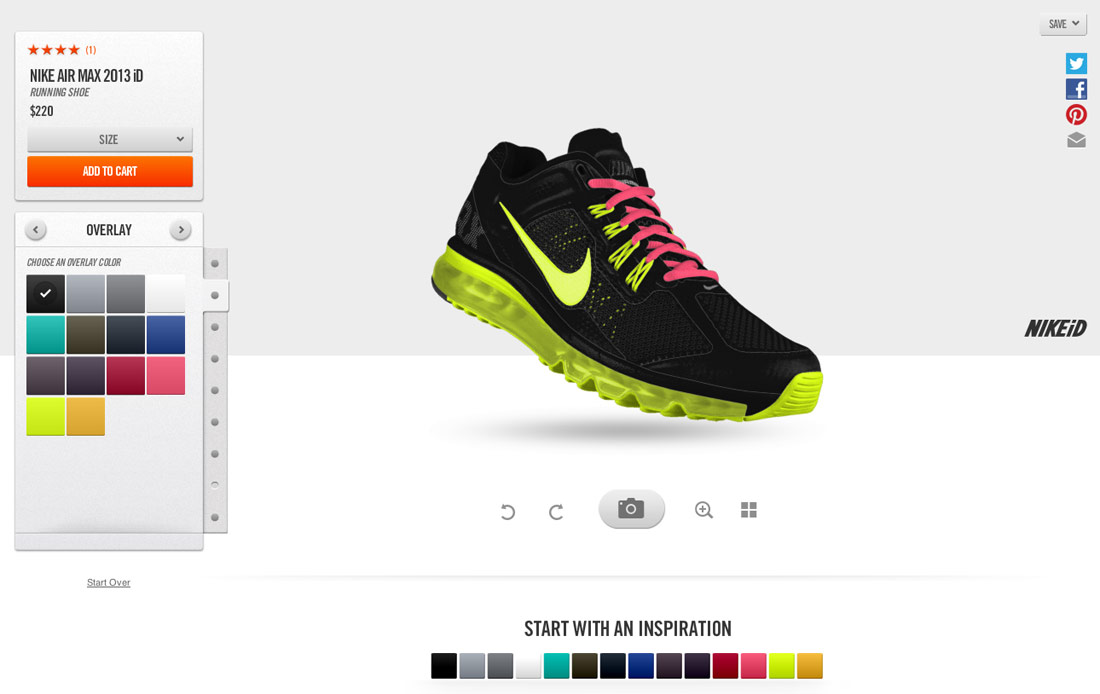 (1)
NIKE AIR MAX 2013 iD
RUNNING SHOE
$220
SIZE
ADD TO CART
OVERLAY
CHOOSE AN OVERLAY COLOR
Start Over
SAVE
NIKEiD
START WITH AN INSPIRATION